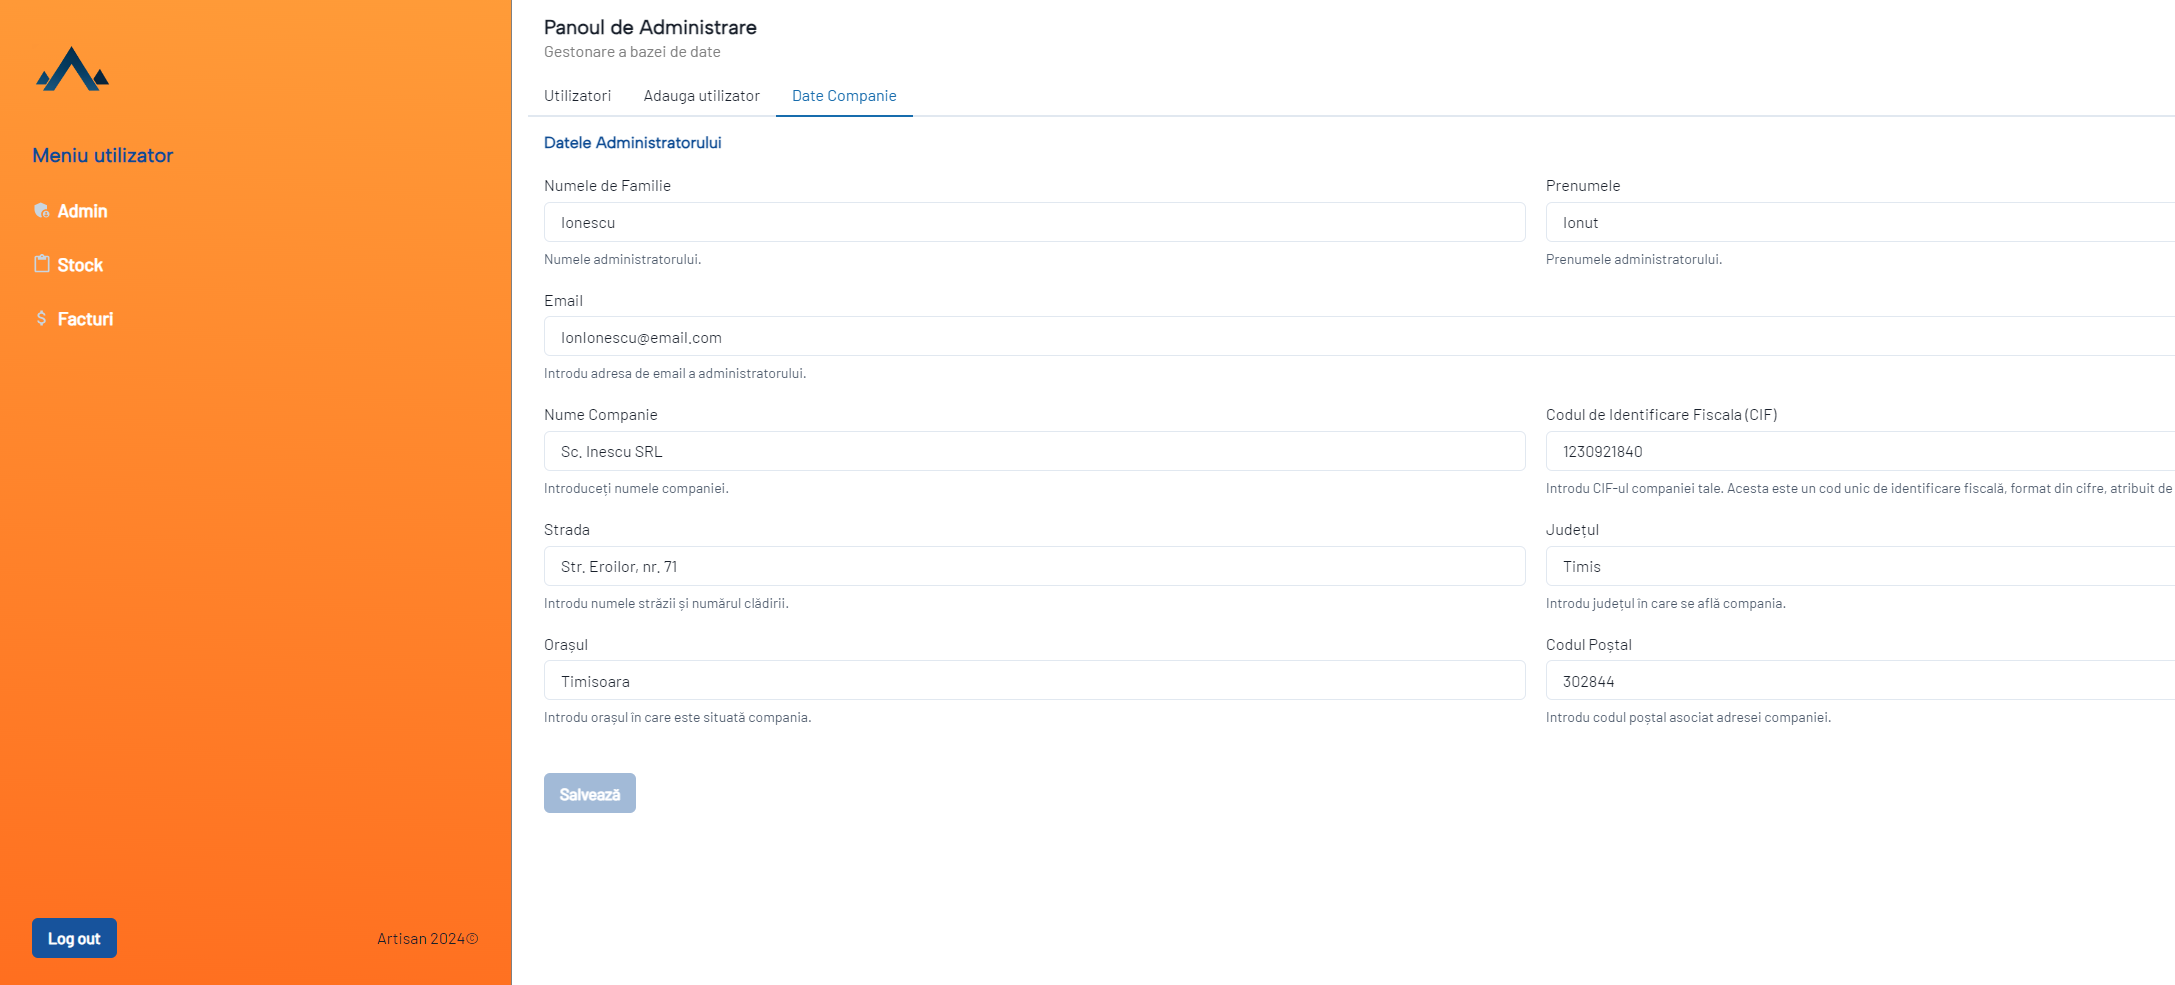 Meniu utilizator
Admin
Stock
Facturi
Log out
Artisan 2024©
Panoul de Administrare
Gestonare a bazei de date
Utilizatori Adauga utilizator Date Companie
Datele Administratorului
Numele de Familie
Ionescu
Numele administratorului.
Prenumele
Ionut
Prenumele administratorului.
Email
IonIonescu@email.com
Introdu adresa de email a administratorului.
Nume Companie
Sc. Inescu SRL
Introduceți numele companiei.
Codul de Identificare Fiscala (CIF)
1230921840
Introdu CIF-ul companiei tale. Acesta este un cod unic de identificare fiscală, format din cifre, atribuit de
Strada
Str. Eroilor, nr. 71
Introdu numele străzii și numărul clădirii.
Județul
Timis
Introdu județul în care se află compania.
Orașul
Timisoara
Introdu orașul în care este situată compania.
Codul Poștal
302844
Introdu codul poștal asociat adresei companiei.
Salvează